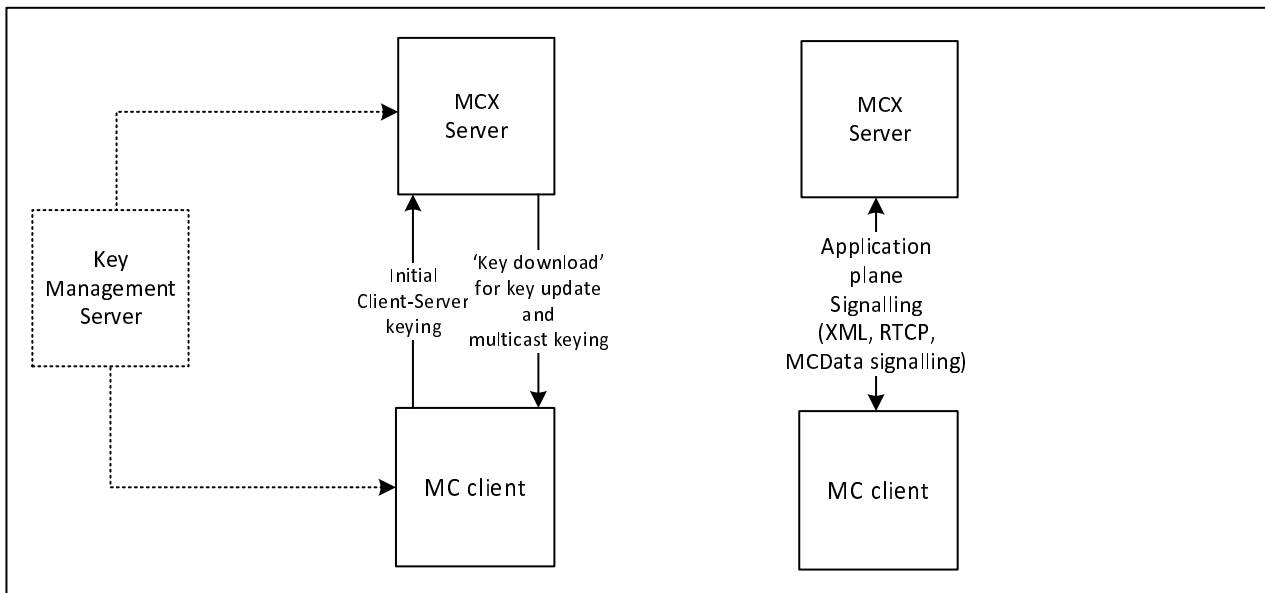 MCX
Server
Key
Management
Server
Initial
Client-Server
keying
‘Key download’
for key update
and
multicast keying
MC client
MCX
Server
Application
plane
Signalling
(XML, RTCP,
MCData signalling)
MC client